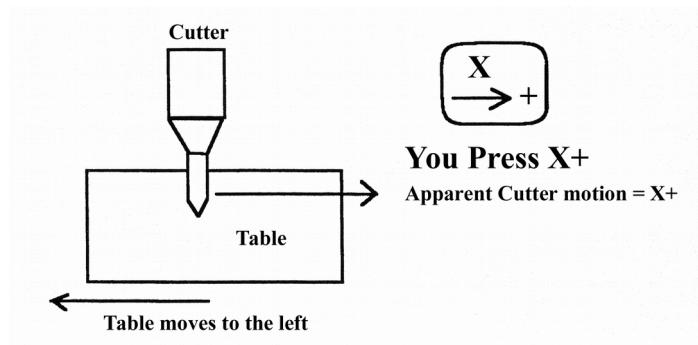 Cutter
X
+
You Press X+
Apparent Cutter motion = X+
Table
Table moves to the left